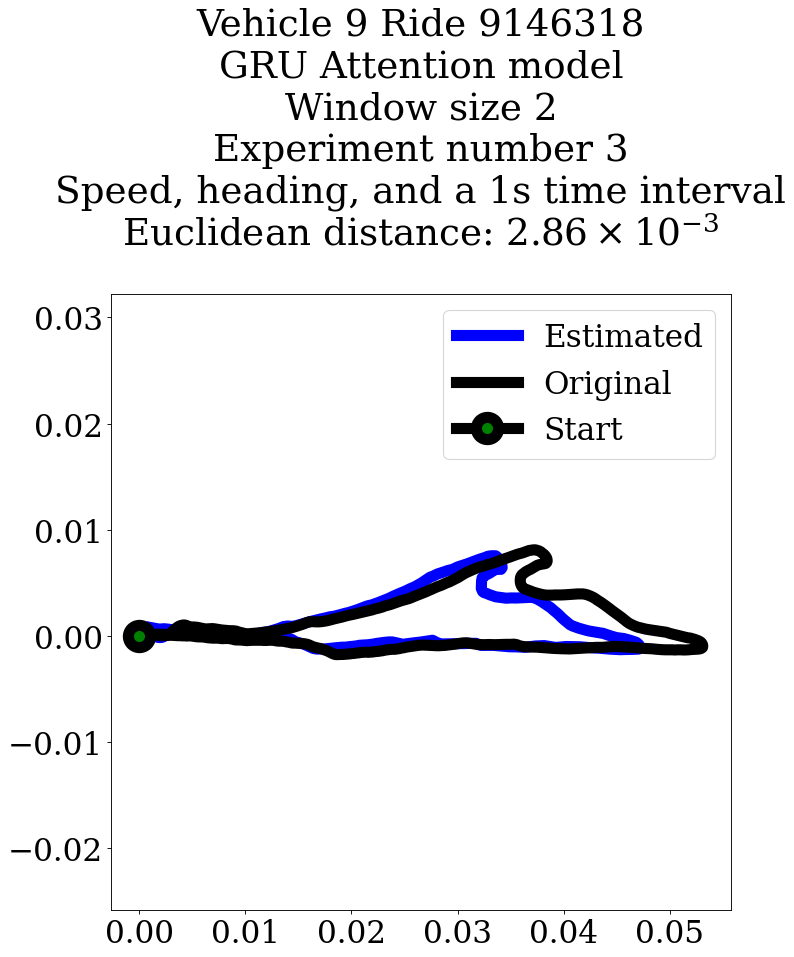 Vehicle 9 Ride 9146318
GRU Attention model
Window size 2
Experiment number 3
Speed, heading, and a 1s time interval
Euclidean distance: 2.86 × 10⁻³
Estimated
Original
Start
0.03
0.02
0.01
0.00
−0.01
−0.02
0.00 0.01 0.02 0.03 0.04 0.05